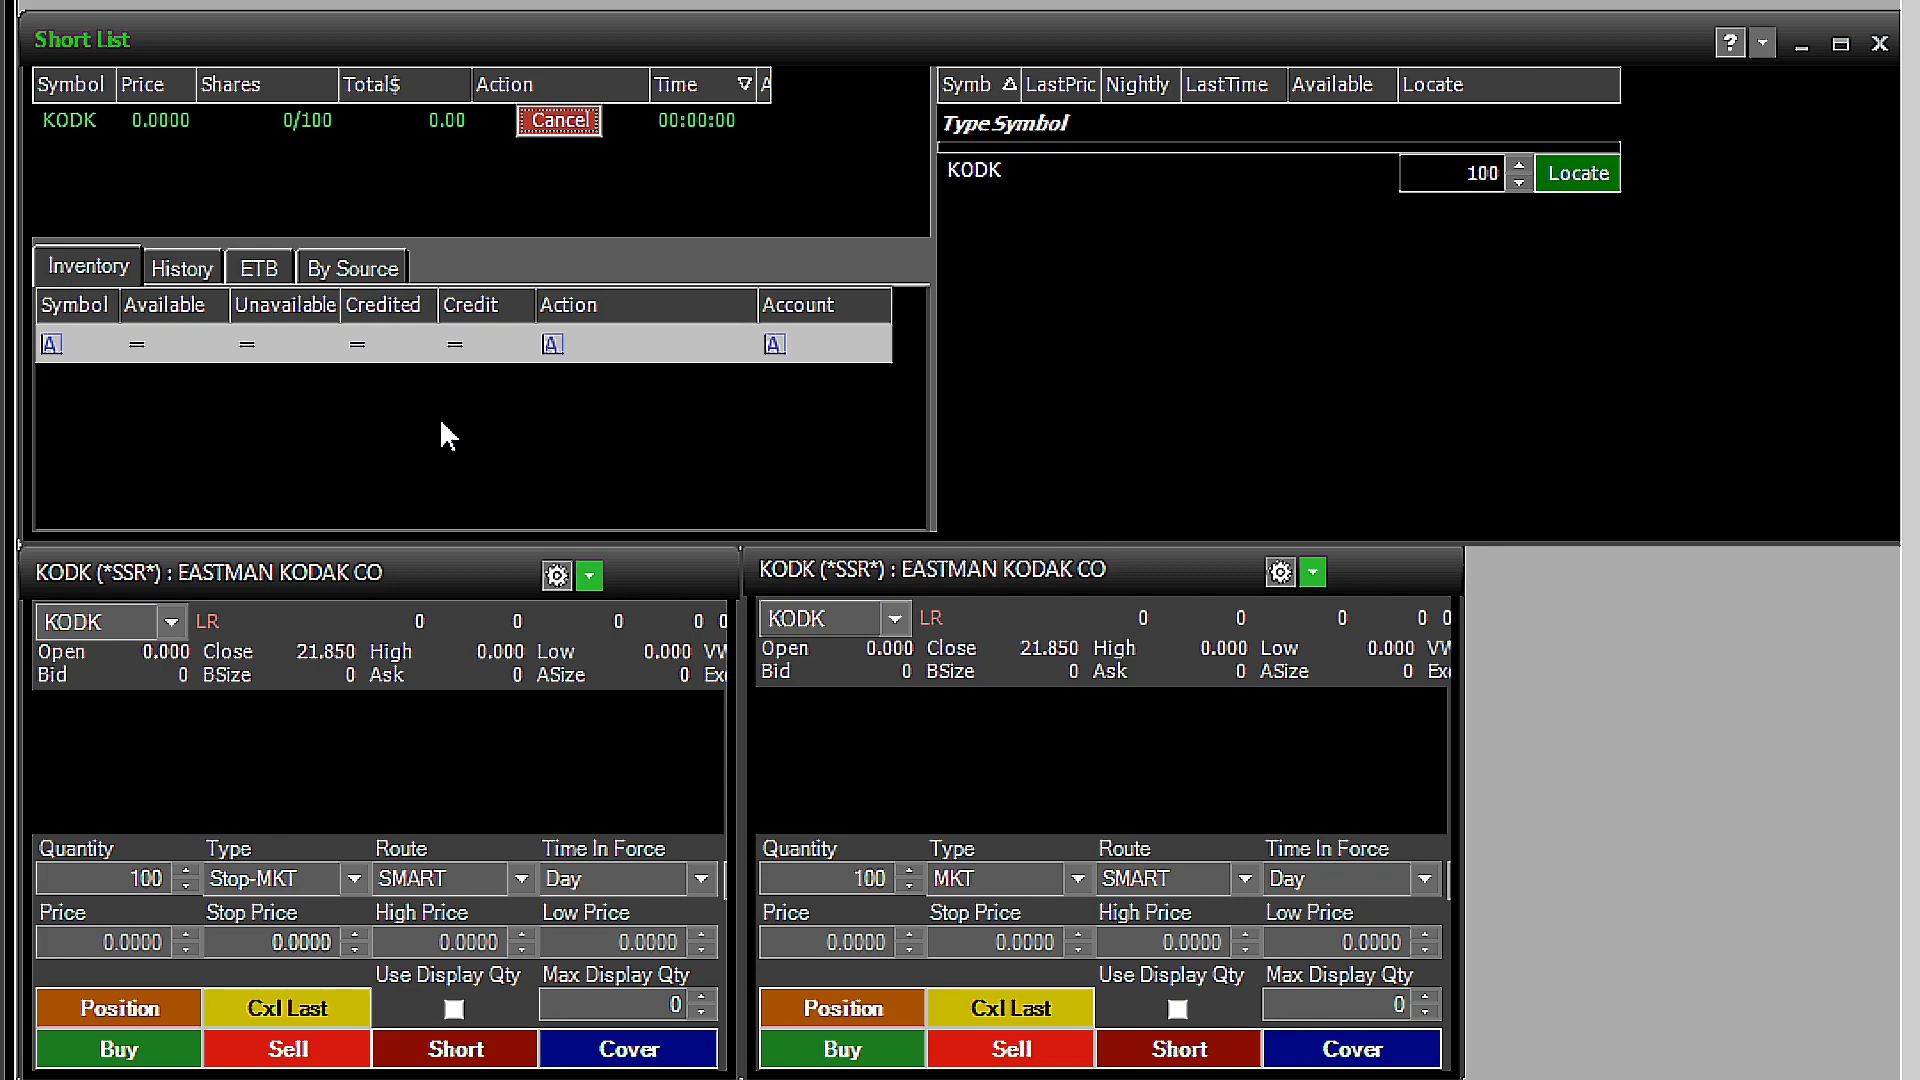 Short List
?
Symbol Price Shares Total$ Action Time A
KODK 0.0000 0/100 0.00 Cancel 00:00:00
Symb LastPric Nightly LastTime Available Locate
Type Symbol
KODK 100 Locate
Inventory History ETB By Source
Symbol Available Unavailable Credited Credit Action Account
A = = = = A A
KODK (*SSR*) : EASTMAN KODAK CO
KODK LR 0 0 0 0 0
Open 0.000 Close 21.850 High 0.000 Low 0.000 VW
Bid 0 BSize 0 Ask 0 ASize 0 Exc
Quantity Type Route Time In Force
100 Stop-MKT SMART Day
Price Stop Price High Price Low Price
0.0000 0.0000 0.0000 0.0000
Use Display Qty Max Display Qty
Position Cxl Last 0
Buy Sell Short Cover
KODK (*SSR*) : EASTMAN KODAK CO
KODK LR 0 0 0 0 0
Open 0.000 Close 21.850 High 0.000 Low 0.000 VW
Bid 0 BSize 0 Ask 0 ASize 0 Exc
Quantity Type Route Time In Force
100 MKT SMART Day
Price Stop Price High Price Low Price
0.0000 0.0000 0.0000 0.0000
Use Display Qty Max Display Qty
Position Cxl Last 0
Buy Sell Short Cover